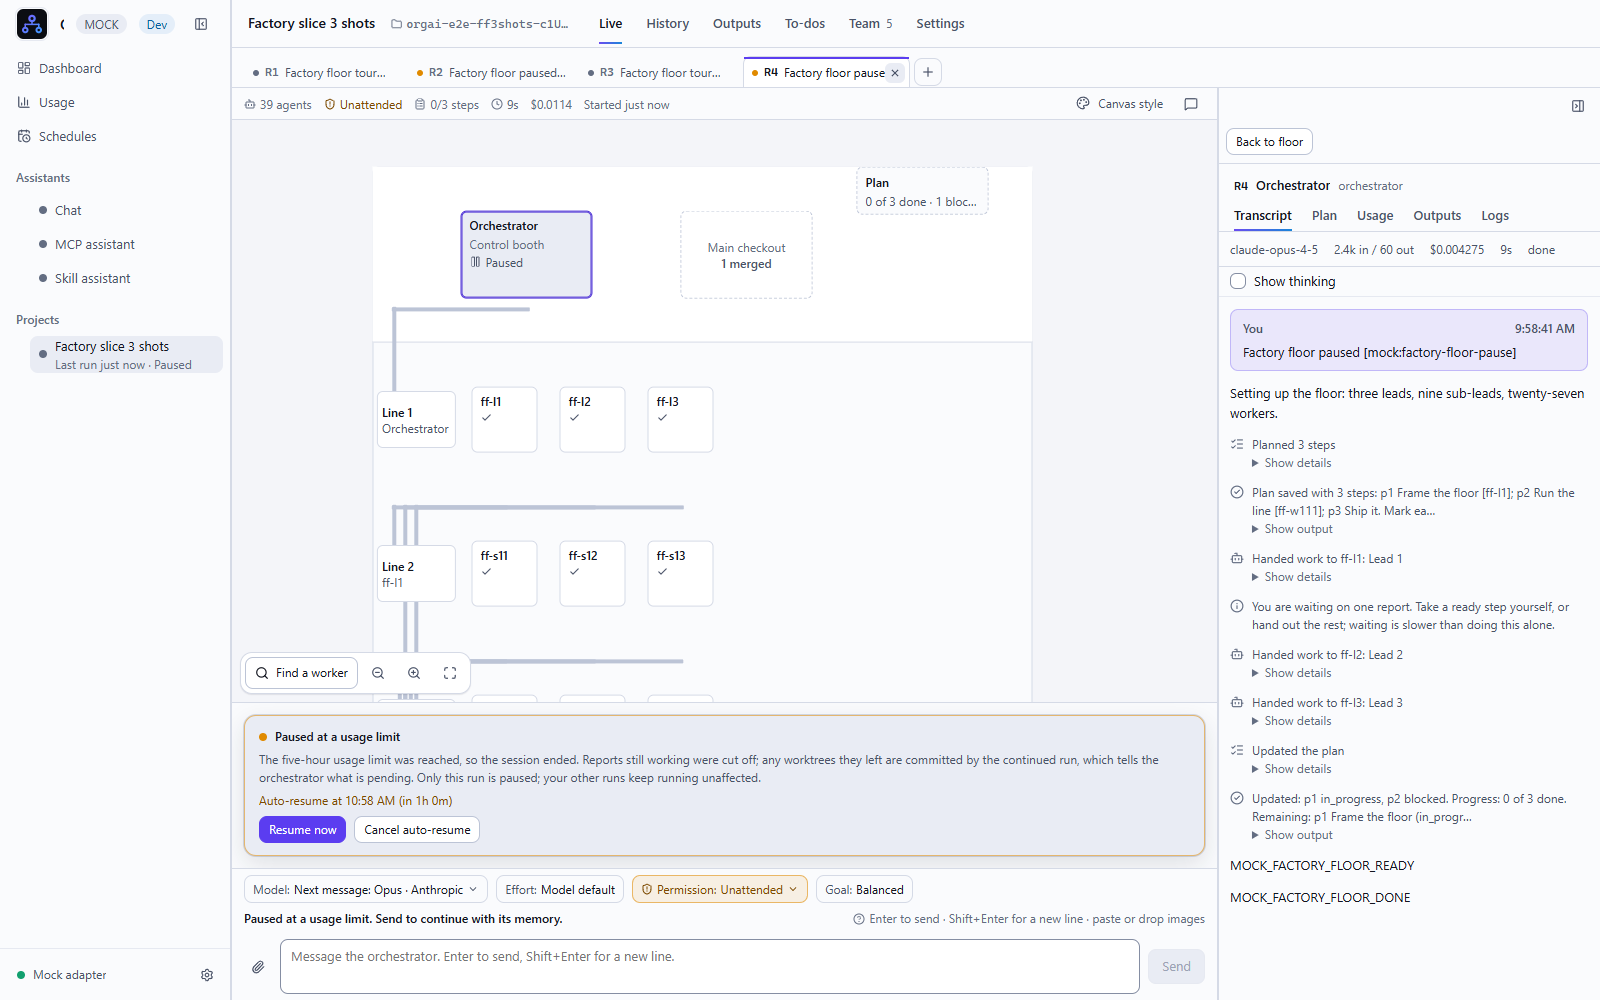 MOCK
Dev
Dashboard
Usage
Schedules
Assistants
Chat
MCP assistant
Skill assistant
Projects
Factory slice 3 shots
Last run just now · Paused
Mock adapter
Factory slice 3 shots
orgai-e2e-ff3shots-c1U…
Live
History
Outputs
To-dos
Team 5
Settings
R1 Factory floor tour…
R2 Factory floor paused…
R3 Factory floor tour…
R4 Factory floor pause
39 agents
Unattended
0/3 steps
9s
$0.0114
Started just now
Canvas style
Plan
0 of 3 done · 1 bloc…
Orchestrator
Control booth
Paused
Main checkout
1 merged
Line 1
Orchestrator
ff-l1
ff-l2
ff-l3
Line 2
ff-l1
ff-s11
ff-s12
ff-s13
Find a worker
Paused at a usage limit
The five-hour usage limit was reached, so the session ended. Reports still working were cut off; any worktrees they left are committed by the continued run, which tells the
orchestrator what is pending. Only this run is paused; your other runs keep running unaffected.
Auto-resume at 10:58 AM (in 1h 0m)
Resume now
Cancel auto-resume
Model: Next message: Opus · Anthropic
Effort: Model default
Permission: Unattended
Goal: Balanced
Paused at a usage limit. Send to continue with its memory.
Enter to send · Shift+Enter for a new line · paste or drop images
Message the orchestrator. Enter to send, Shift+Enter for a new line.
Send
Back to floor
R4 Orchestrator orchestrator
Transcript
Plan
Usage
Outputs
Logs
claude-opus-4-5
2.4k in / 60 out
$0.004275
9s
done
Show thinking
You
9:58:41 AM
Factory floor paused [mock:factory-floor-pause]
Setting up the floor: three leads, nine sub-leads, twenty-seven
workers.
Planned 3 steps
Show details
Plan saved with 3 steps: p1 Frame the floor [ff-l1]; p2 Run the
line [ff-w111]; p3 Ship it. Mark ea…
Show output
Handed work to ff-l1: Lead 1
Show details
You are waiting on one report. Take a ready step yourself, or
hand out the rest; waiting is slower than doing this alone.
Handed work to ff-l2: Lead 2
Show details
Handed work to ff-l3: Lead 3
Show details
Updated the plan
Show details
Updated: p1 in_progress, p2 blocked. Progress: 0 of 3 done.
Remaining: p1 Frame the floor (in_progr…
Show output
MOCK_FACTORY_FLOOR_READY
MOCK_FACTORY_FLOOR_DONE